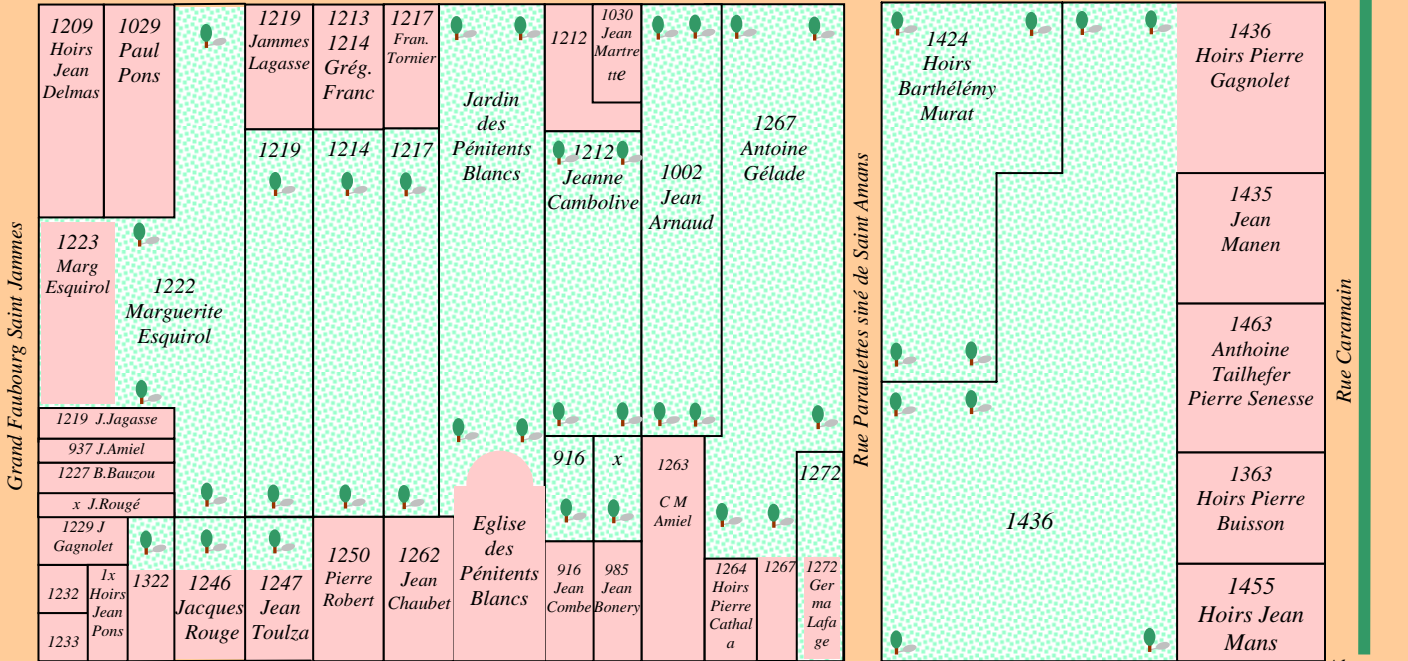 Grand Faubourg Saint Jammes
1209
Hoirs
Jean
Delmas
1029
Paul
Pons
1219
Jammes
Lagasse
1213
1214
Grég.
Franc
1217
Fran.
Tornier
Jardin
des
Pénitents
Blancs
1212
1030
Jean
Martre
tte
1219
1214
1217
1212
Jeanne
Cambolive
1002
Jean
Arnaud
1267
Antoine
Gélade
1223
Marg
Esquirol
1222
Marguerite
Esquirol
1219 J.Jagasse
937 J.Amiel
1227 B.Bauzou
x J.Rougé
1229 J
Gagnolet
1232
1233
1x
Hoirs
Jean
Pons
1322
1246
Jacques
Rouge
1247
Jean
Toulza
1250
Pierre
Robert
1262
Jean
Chaubet
Eglise
des
Pénitents
Blancs
916
x
916
Jean
Combe
985
Jean
Bonery
1263
C M
Amiel
1264
Hoirs
Pierre
Cathal
a
1267
1272
1272
Ger
ma
Lafa
ge
Rue Paraulettes siné de Saint Amans
1424
Hoirs
Barthélémy
Murat
1436
1436
Hoirs Pierre
Gagnolet
1435
Jean
Manen
1463
Anthoine
Tailhefer
Pierre Senesse
1363
Hoirs Pierre
Buisson
1455
Hoirs Jean
Mans
Rue Caramain